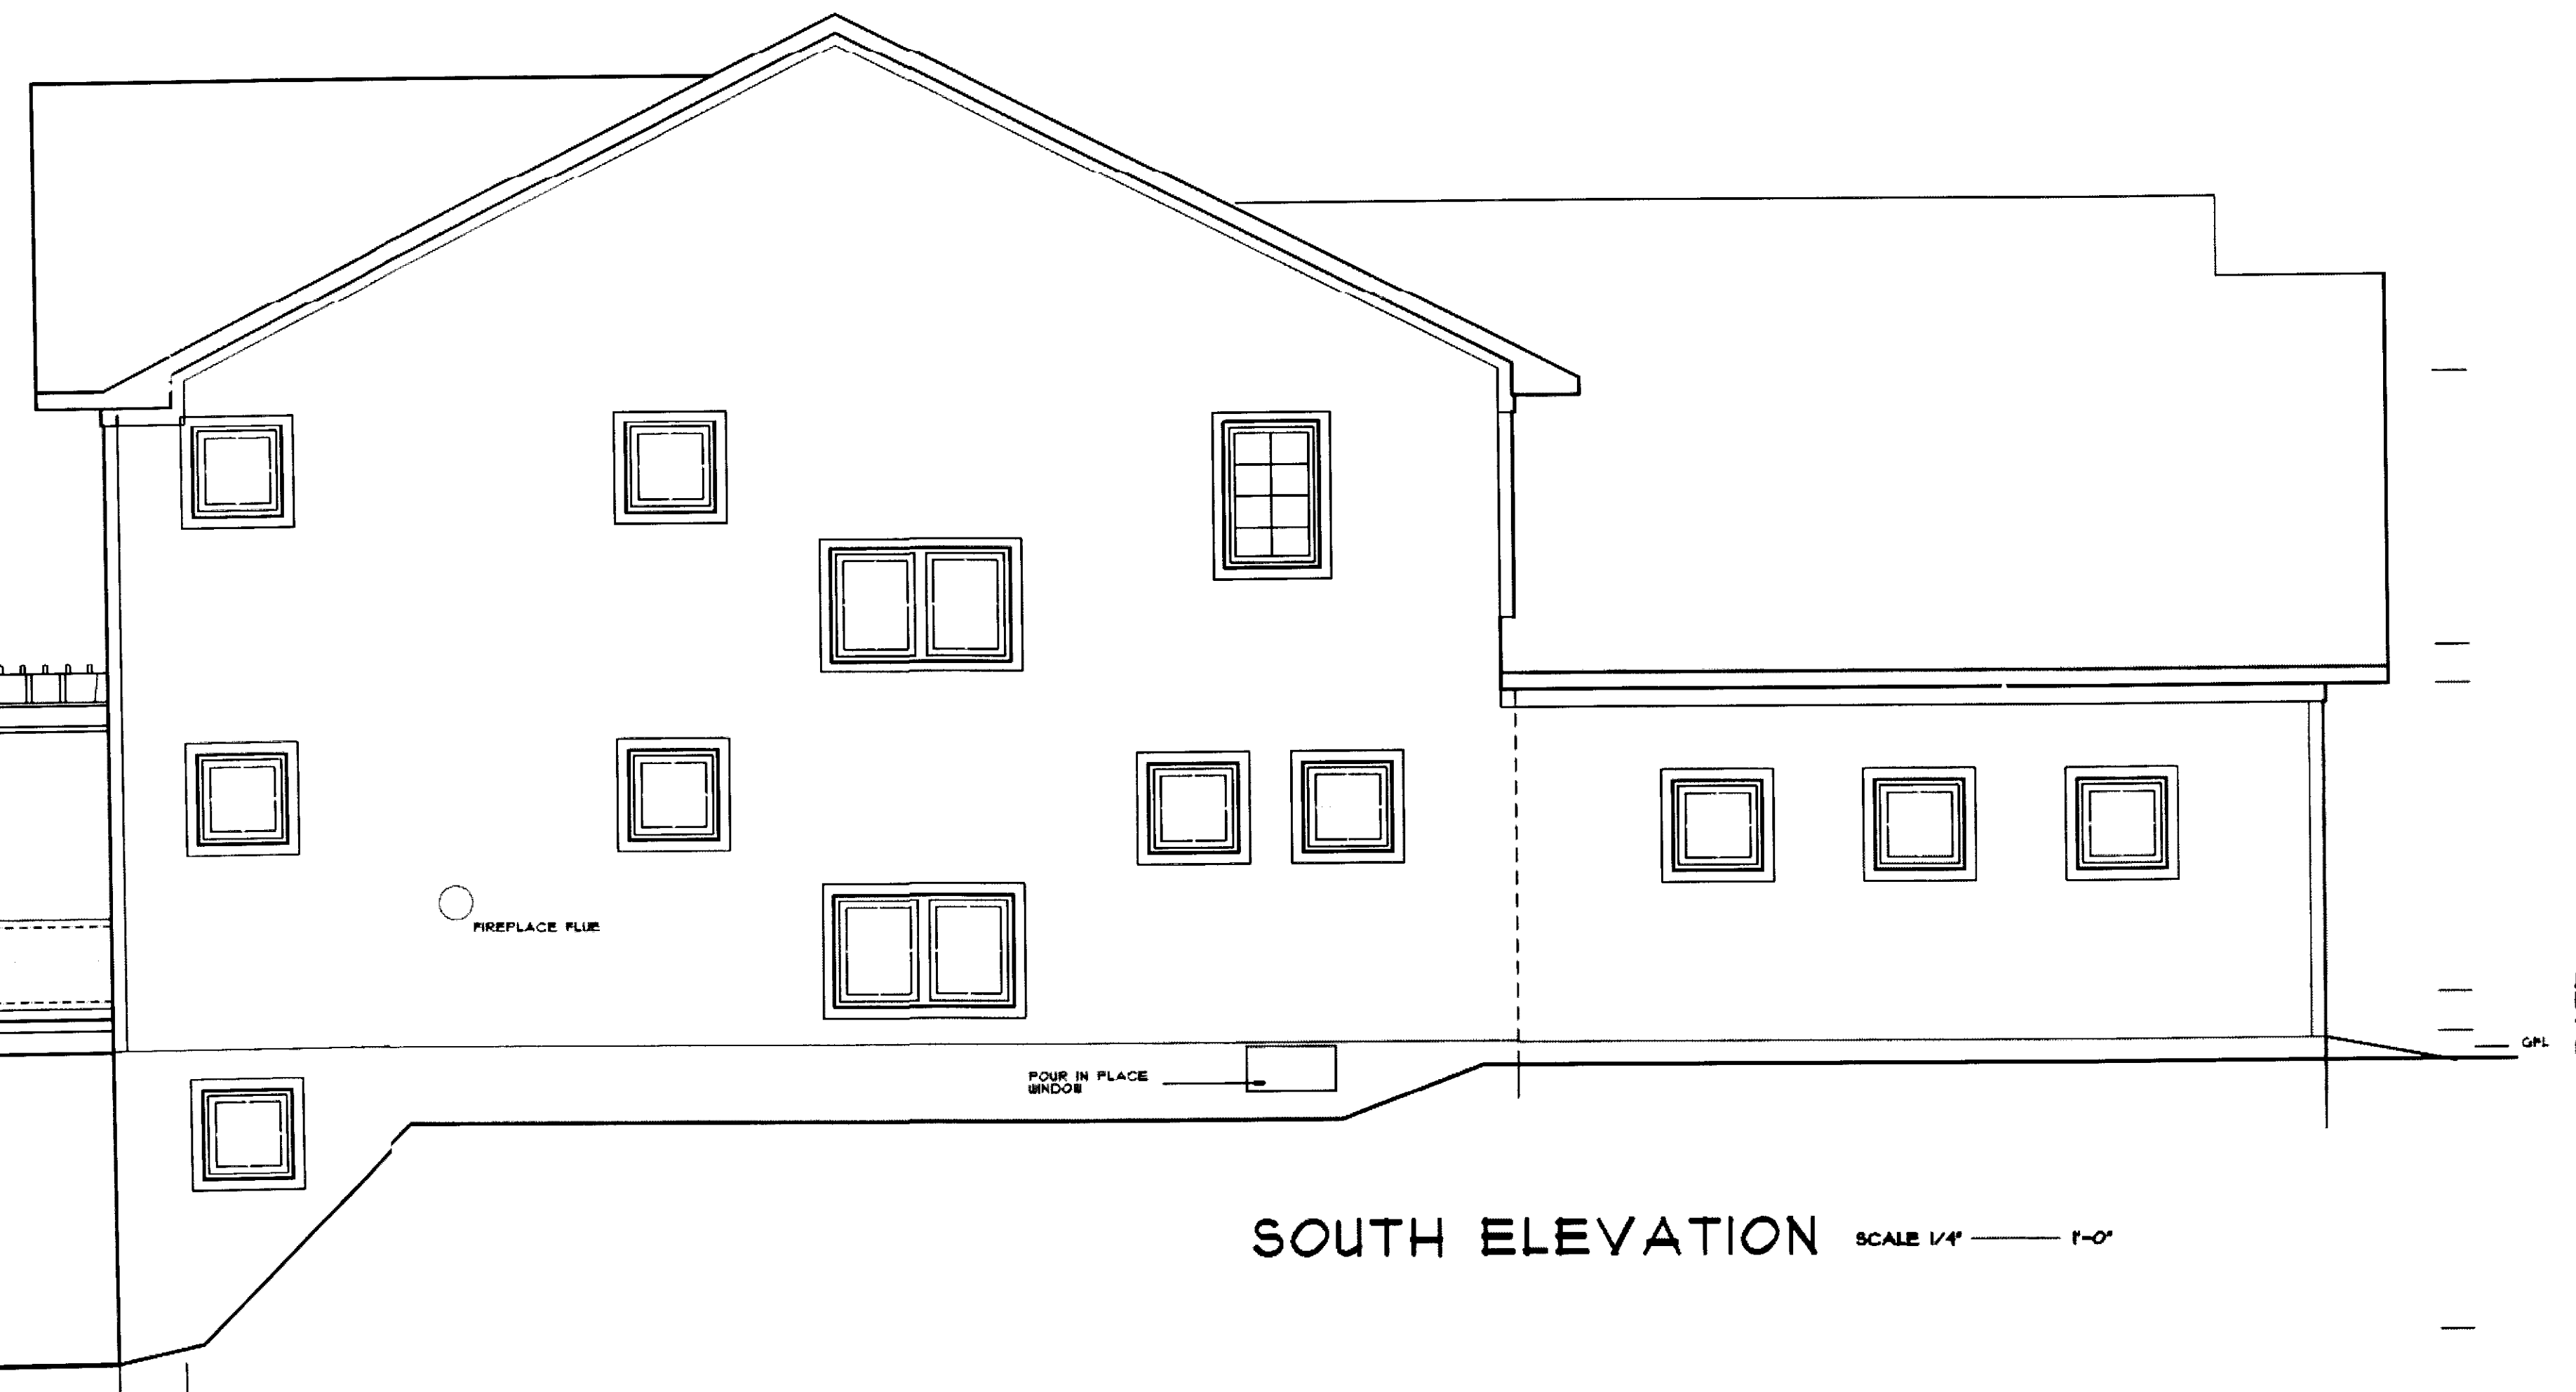 FIREPLACE FLUE
GFL
POUR IN PLACE
WINDOW
SOUTH ELEVATION SCALE 1/4" 1'-0"